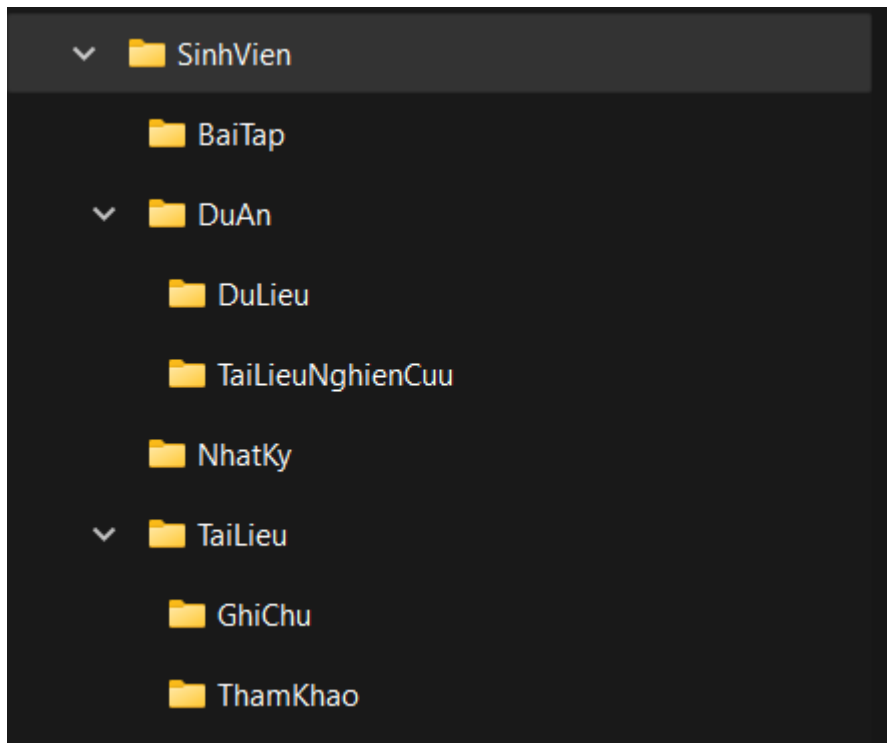 SinhVien
BaiTap
DuAn
DuLieu
TaiLieuNghienCuu
NhatKy
TaiLieu
GhiChu
ThamKhao